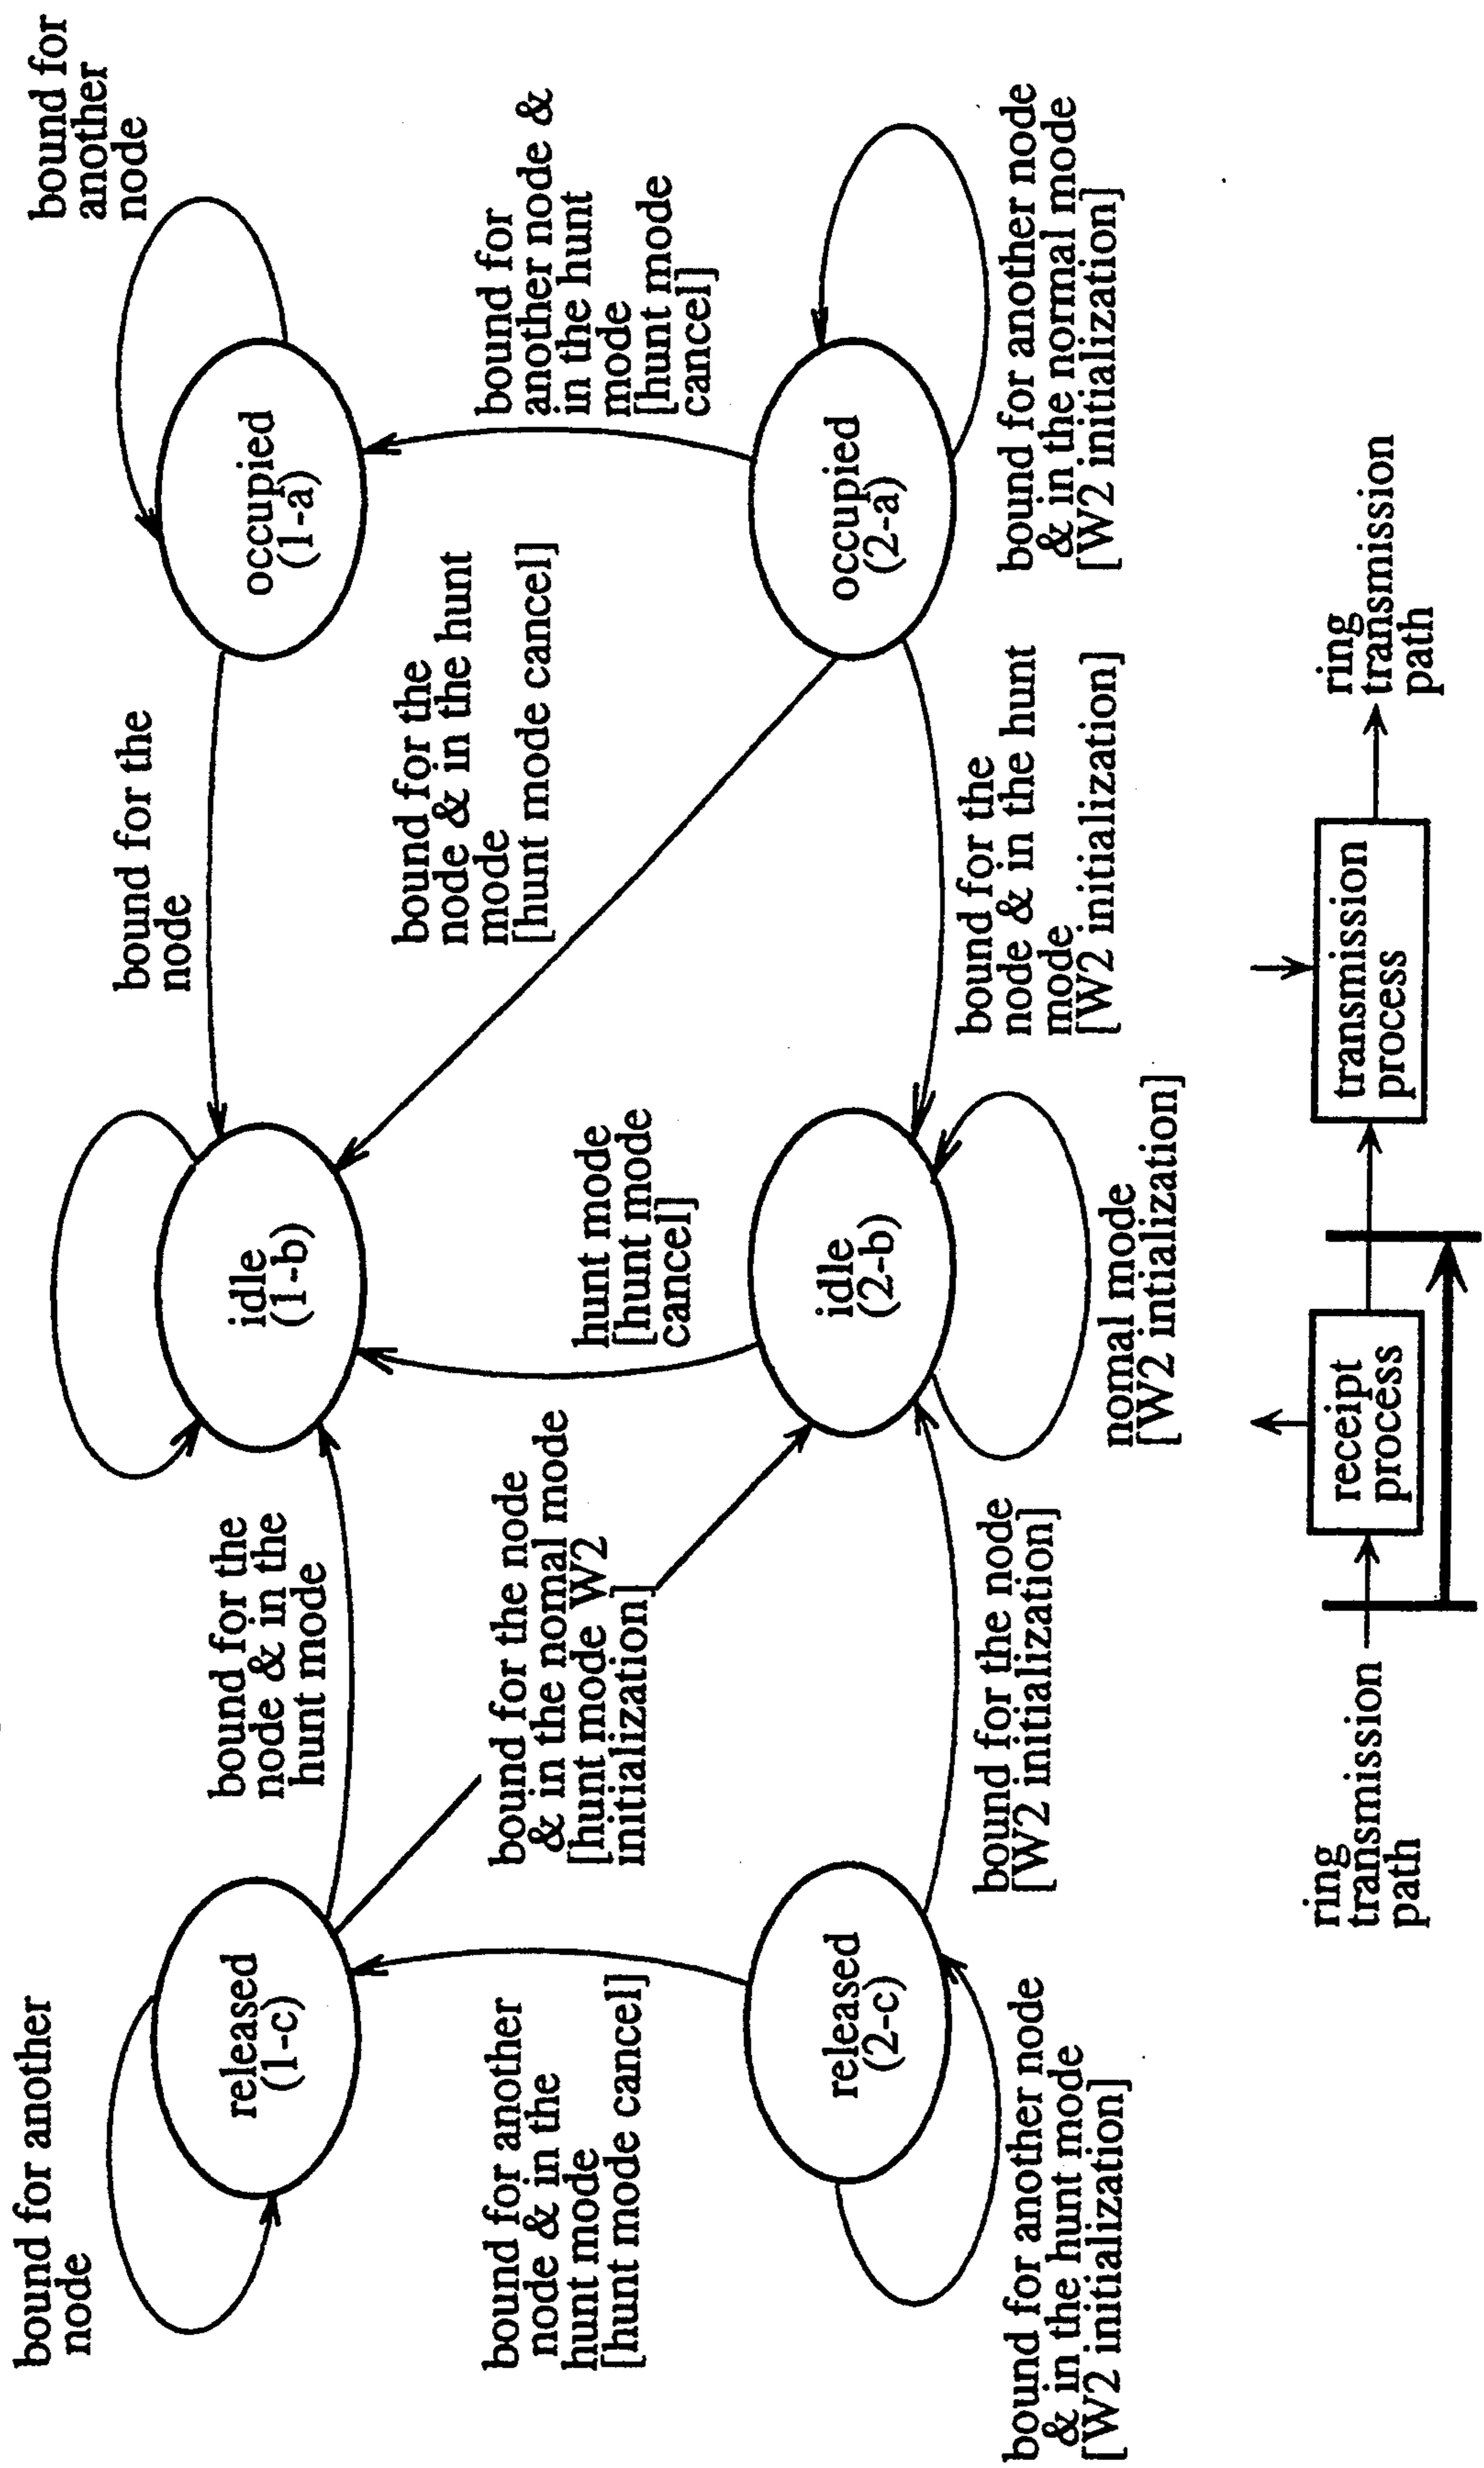 bound for another
node
released
(1-c)
bound for the
node & in the
hunt mode
idle
(1-b)
bound for the
node
occupied
(1-a)
bound for
another
node
bound for another
node & in the
hunt mode
[hunt mode cancel]
bound for the node
& in the normal mode
[hunt mode W2
initialization]
hunt mode
[hunt mode
cancel]
bound for the
node & in the hunt
mode
[hunt mode cancel]
bound for
another node &
in the hunt
mode
[hunt mode
cancel]
released
(2-c)
idle
(2-b)
occupied
(2-a)
bound for another node
& in the hunt mode
[W2 initialization]
bound for the node
[W2 initialization]
nomal mode
[W2 intialization]
bound for the
node & in the hunt
mode
[W2 initialization]
bound for another node
& in the normal mode
[W2 initialization]
ring
transmission
path
receipt
process
transmission
process
ring
transmission
path